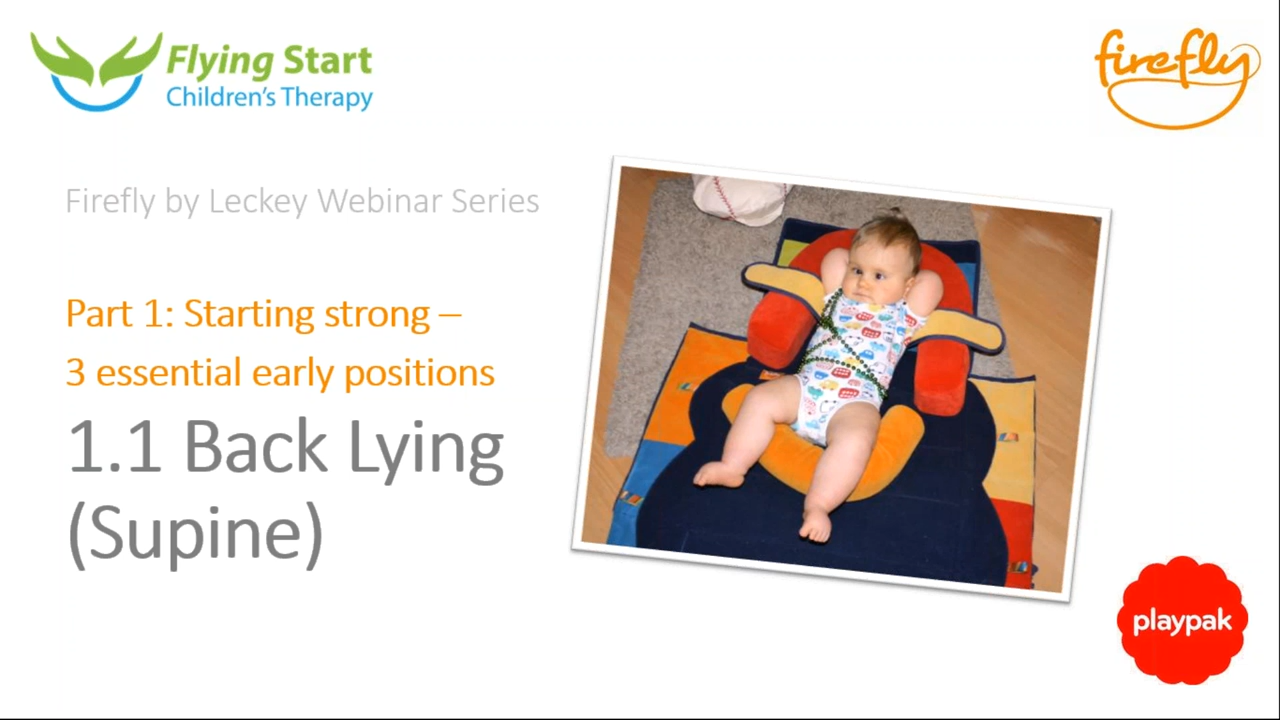 Flying Start
Children's Therapy
firefly
Firefly by Leckey Webinar Series
Part 1: Starting strong –
3 essential early positions
1.1 Back Lying
(Supine)
playpak